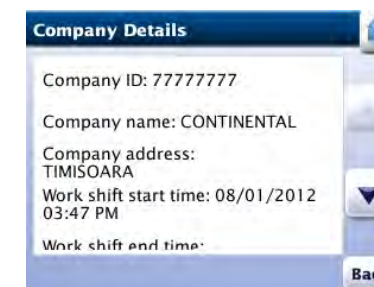 Company Details
Company ID: 77777777
Company name: CONTINENTAL
Company address:
TIMISOARA
Work shift start time: 08/01/2012
03:47 PM
Work shift end time: